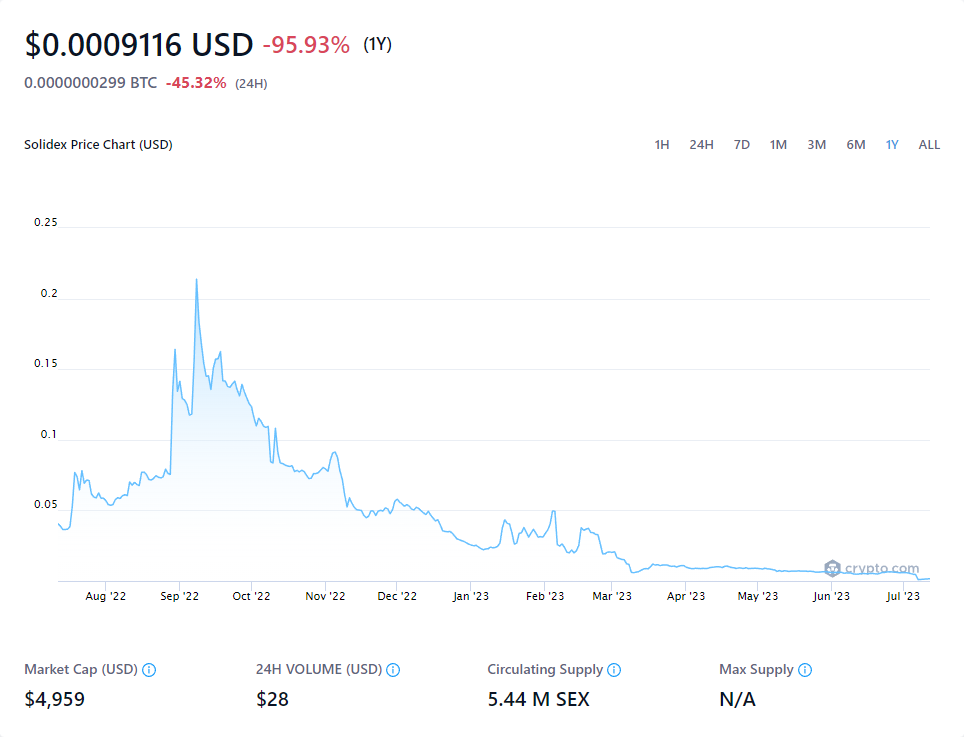 $0.0009116 USD -95.93% (1Y)
0.0000000299 BTC -45.32% (24H)
Solidex Price Chart (USD) 1H 24H 7D 1M 3M 6M 1Y ALL
0.25
0.2
0.15
0.1
0.05
crypto.com
Aug '22 Sep '22 Oct '22 Nov '22 Dec '22 Jan '23 Feb '23 Mar '23 Apr '23 May '23 Jun '23 Jul '23
Market Cap (USD) 24H VOLUME (USD) Circulating Supply Max Supply
$4,959 $28 5.44 M SEX N/A